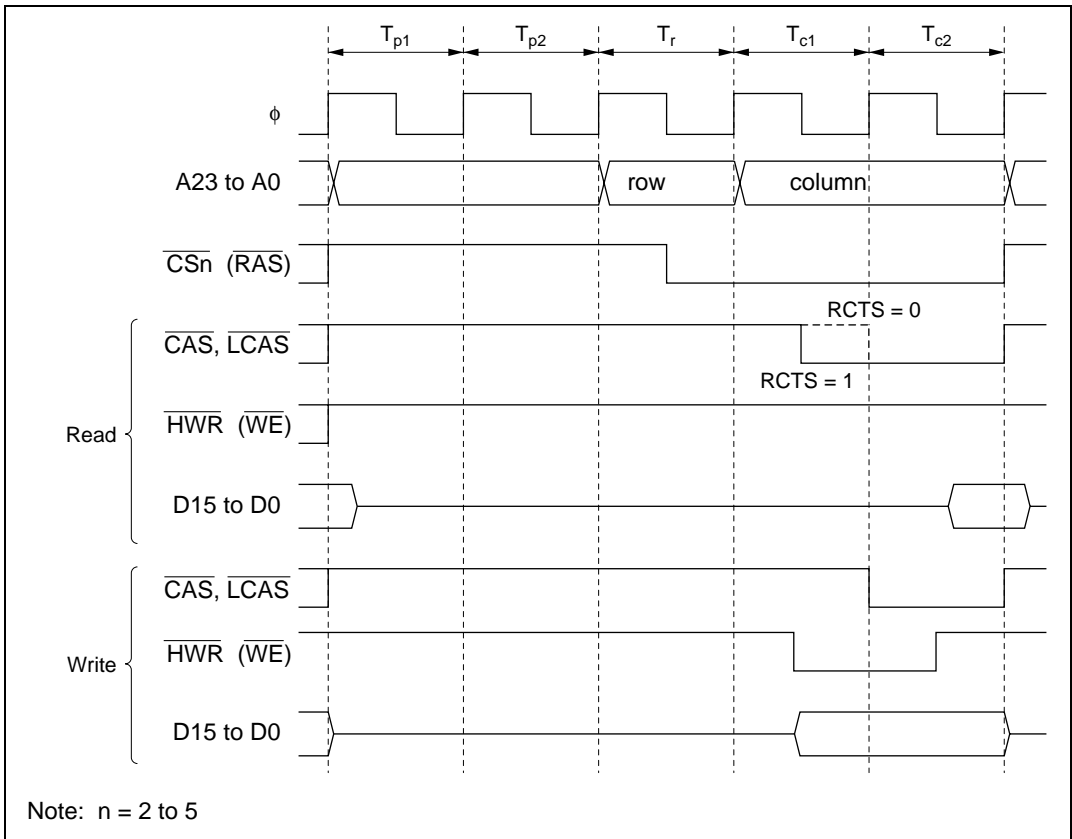 Tp1 Tp2 Tr Tc1 Tc2
φ
A23 to A0
row
column
CSn (RAS)
RCTS = 0
CAS, LCAS
RCTS = 1
HWR (WE)
Read
D15 to D0
CAS, LCAS
HWR (WE)
Write
D15 to D0
Note: n = 2 to 5